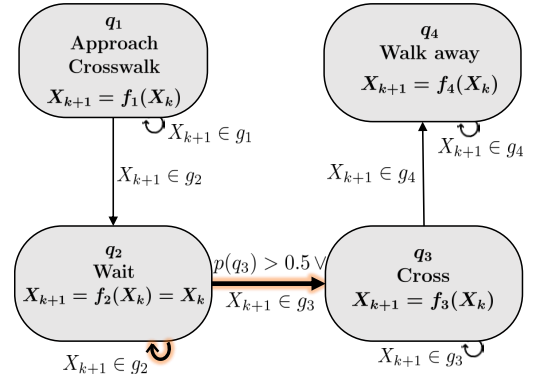 q₁
Approach
Crosswalk
Xₖ₊₁ = f₁(Xₖ)
Xₖ₊₁ ∈ g₁
Xₖ₊₁ ∈ g₂
q₂
Wait
Xₖ₊₁ = f₂(Xₖ) = Xₖ
Xₖ₊₁ ∈ g₂
p(q₃) > 0.5 ∨
Xₖ₊₁ ∈ g₃
q₃
Cross
Xₖ₊₁ = f₃(Xₖ)
Xₖ₊₁ ∈ g₃
Xₖ₊₁ ∈ g₄
q₄
Walk away
Xₖ₊₁ = f₄(Xₖ)
Xₖ₊₁ ∈ g₄